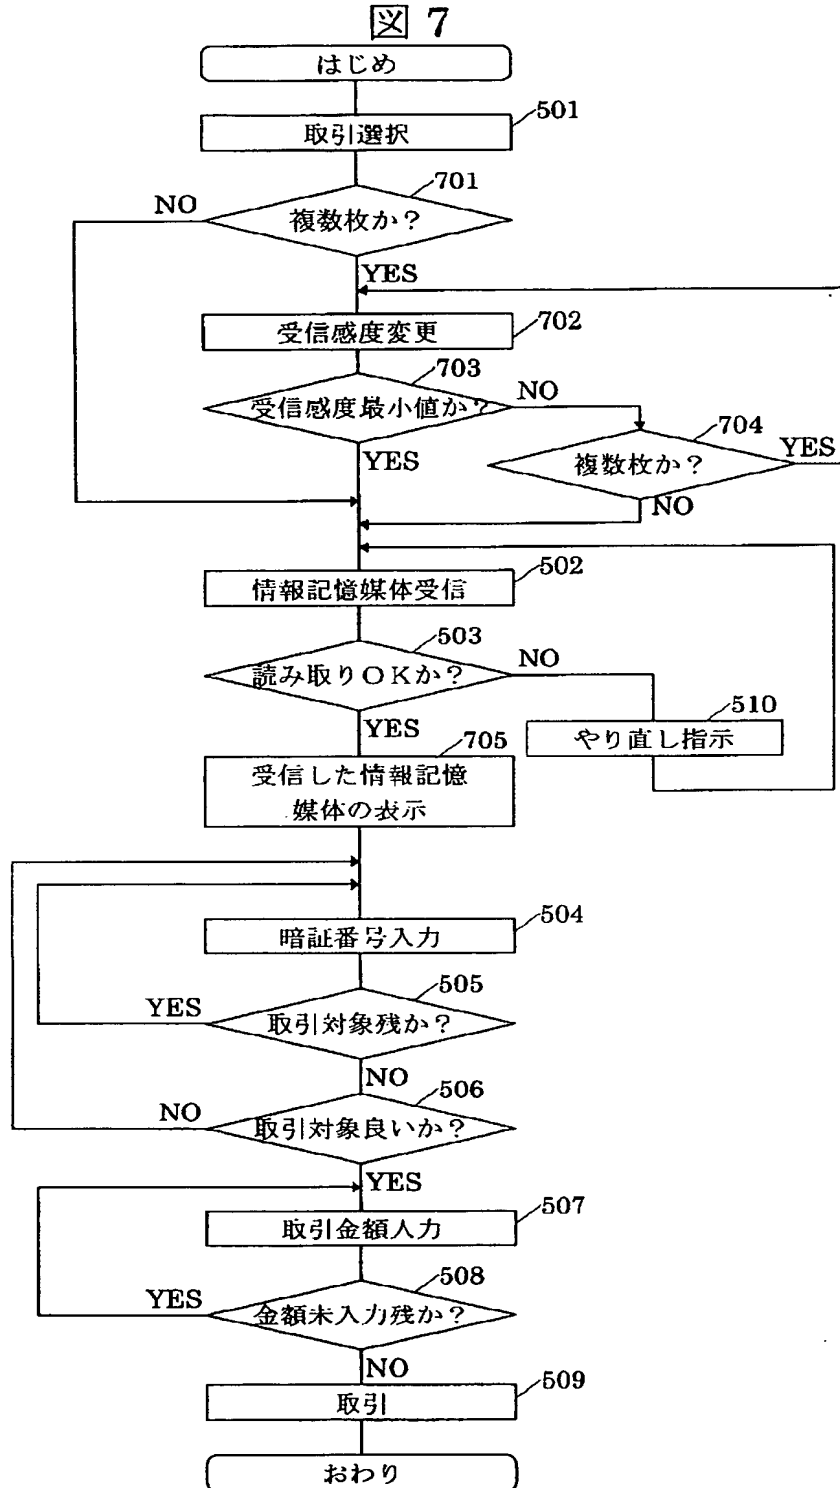 図 7
はじめ
501
取引選択
701
NO
複数枚か？
YES
702
受信感度変更
703
NO
受信感度最小値か？
704
YES
YES
複数枚か？
NO
502
情報記憶媒体受信
503
NO
読み取りOKか？
510
YES
705
やり直し指示
受信した情報記憶
媒体の表示
504
暗証番号入力
505
YES
取引対象残か？
NO
506
NO
取引対象良いか？
YES
507
取引金額入力
508
YES
金額未入力残か？
NO
509
取引
おわり